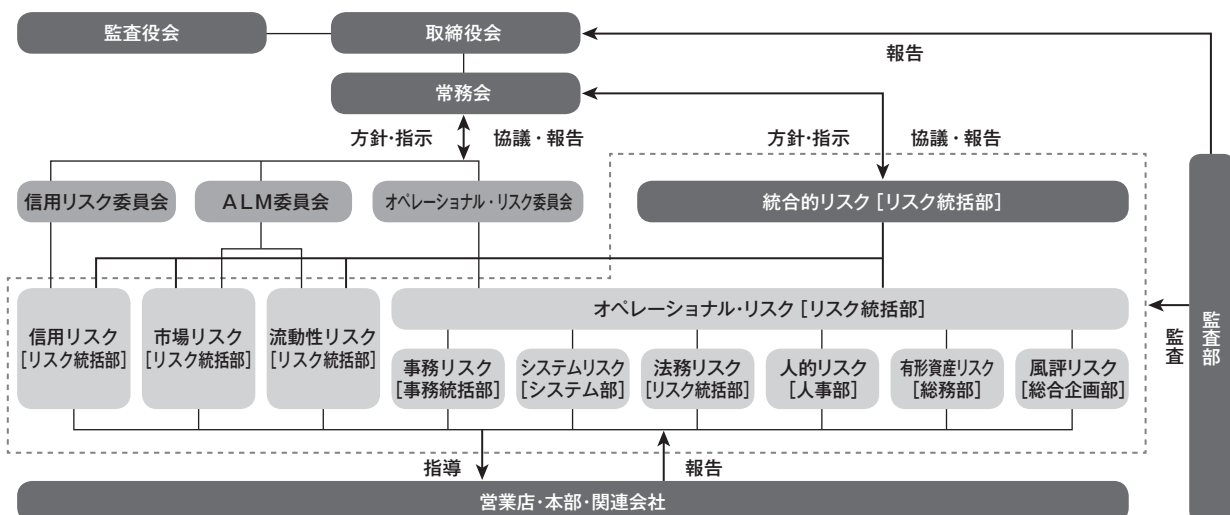 監査役会
取締役会
報告
常務会
方針・指示
協議・報告
方針・指示
協議・報告
信用リスク委員会
ALM委員会
オペレーショナル・リスク委員会
統合的リスク［リスク統括部］
信用リスク
［リスク統括部］
市場リスク
［リスク統括部］
流動性リスク
［リスク統括部］
オペレーショナル・リスク［リスク統括部］
事務リスク
［事務統括部］
システムリスク
［システム部］
法務リスク
［リスク統括部］
人的リスク
［人事部］
有形資産リスク
［総務部］
風評リスク
［総合企画部］
監査
監査部
指導
報告
営業店・本部・関連会社